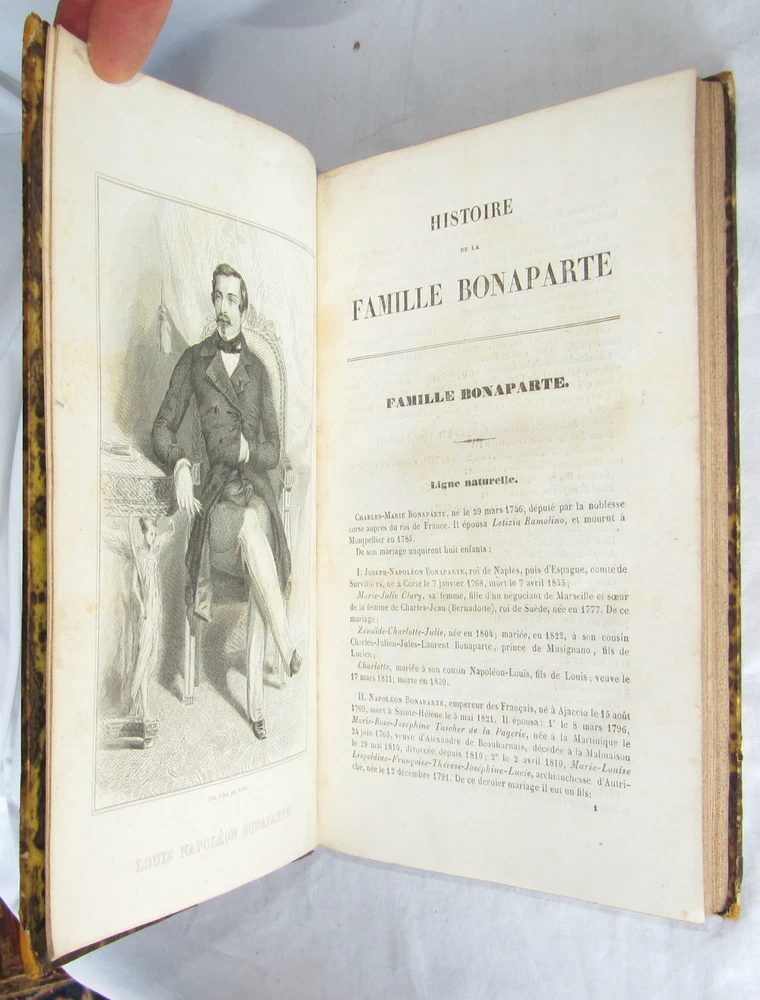 LOUIS NAPOLÉON BONAPARTE
HISTOIRE
DE LA
FAMILLE BONAPARTE
FAMILLE BONAPARTE.
Ligne naturelle.
CHARLES-MARIE BONAPARTE, né le 29 mars 1746, député par la noblesse
corse auprès du roi de France. Il épousa Letizia Ramolino, et mourut à
Montpellier en 1785.
De son mariage naquirent huit enfants :
I. JOSEPH-NAPOLÉON BONAPARTE, roi de Naples, puis d'Espagne, comte de
Survilliers, né à Corte le 7 janvier 1768, mort le 7 avril 1845;
Marie-Julie Clary, sa femme, fille d'un négociant de Marseille et sœur
de la femme de Charles-Jean (Bernadotte), roi de Suède, née en 1777. De ce
mariage:
Zénaïde-Charlotte-Julie, née en 1804; mariée, en 1822, à son cousin
Charles-Julien-Jules-Laurent Bonaparte, prince de Musignano, fils de
Lucien;
Charlotte, mariée à son cousin Napoléon-Louis, fils de Louis; veuve le
17 mars 1831; morte en 1839.
II. NAPOLÉON BONAPARTE, empereur des Français, né à Ajaccio le 15 août
1769, mort à Sainte-Hélène le 5 mai 1821. Il épousa: 1° le 8 mars 1796,
Marie-Rose-Joséphine Tascher de la Pagerie, née à la Martinique le
24 juin 1763, veuve d'Alexandre de Beauharnais, décédée à la Malmaison
le 29 mai 1814, divorcée depuis 1810; 2° le 2 avril 1810, Marie-Louise
Léopoldine-Françoise-Thérèse-Joséphine-Lucie, archiduchesse d'Autri-
che, née le 12 décembre 1791. De ce dernier mariage il eut un fils:
1